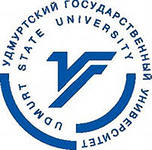 УДМУРТСКИЙ ГОСУДАРСТВЕННЫЙ УНИВЕРСИТЕТ
UDMURT STATE UNIVERSITY